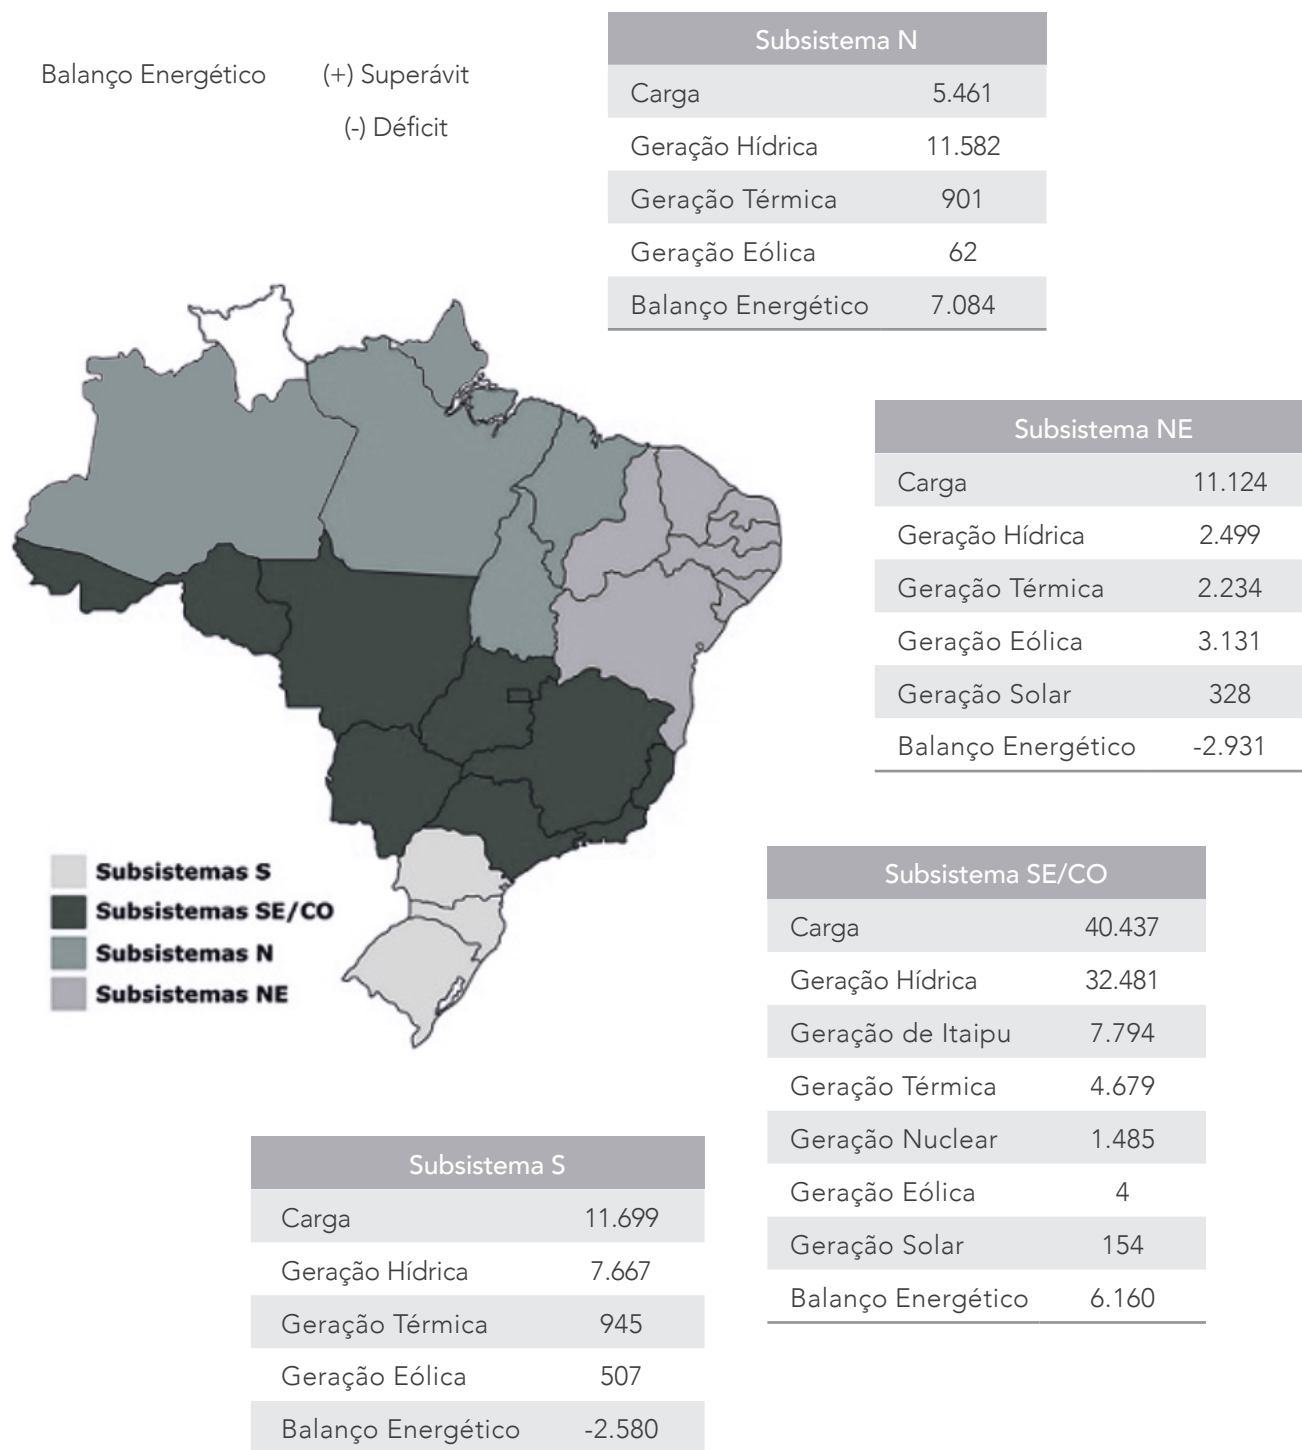 Balanço Energético (+) Superávit
(-) Déficit
Subsistema N
Carga 5.461
Geração Hídrica 11.582
Geração Térmica 901
Geração Eólica 62
Balanço Energético 7.084
Subsistema NE
Carga 11.124
Geração Hídrica 2.499
Geração Térmica 2.234
Geração Eólica 3.131
Geração Solar 328
Balanço Energético -2.931
Subsistemas S
Subsistemas SE/CO
Subsistemas N
Subsistemas NE
Subsistema SE/CO
Carga 40.437
Geração Hídrica 32.481
Geração de Itaipu 7.794
Geração Térmica 4.679
Geração Nuclear 1.485
Geração Eólica 4
Geração Solar 154
Balanço Energético 6.160
Subsistema S
Carga 11.699
Geração Hídrica 7.667
Geração Térmica 945
Geração Eólica 507
Balanço Energético -2.580